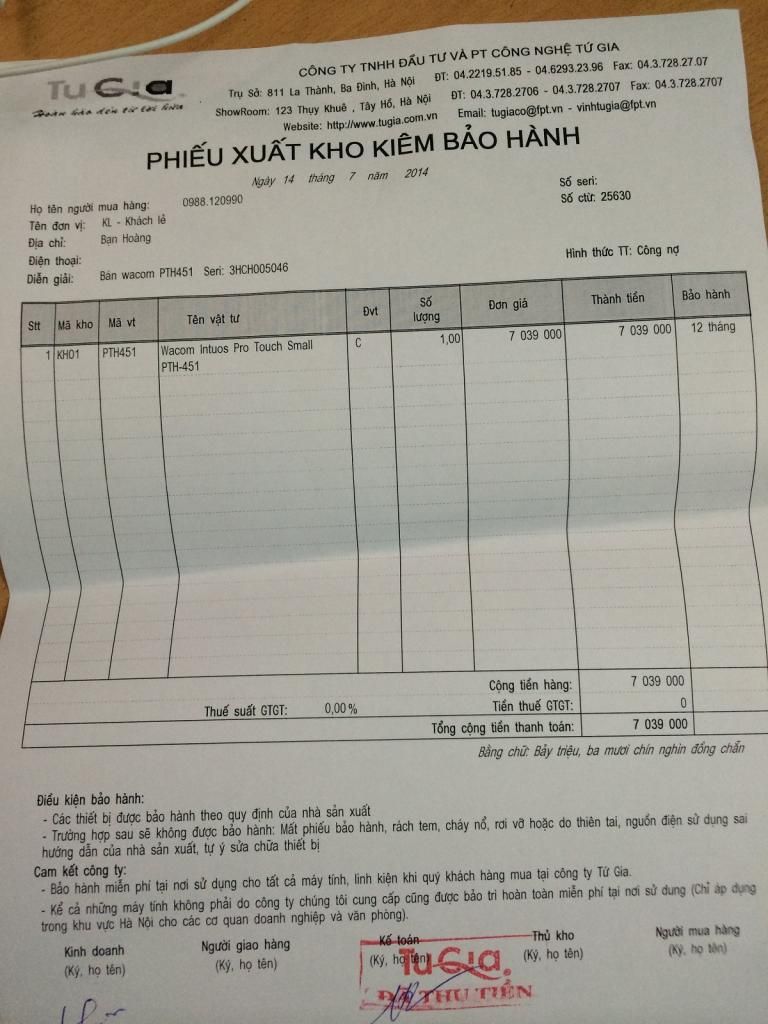 TuGia
Hoàn hảo đến từ lợi hứa
CÔNG TY TNHH ĐẦU TƯ VÀ PT CÔNG NGHỆ TỨ GIA
Trụ Sở: 811 La Thành, Ba Đình, Hà Nội ĐT: 04.2219.51.85 - 04.6293.23.96 Fax: 04.3.728.27.07
ShowRoom: 123 Thụy Khuê , Tây Hồ, Hà Nội ĐT: 04.3.728.2706 - 04.3.728.2707 Fax: 04.3.728.2707
Website: http://www.tugia.com.vn Email: tugiaco@fpt.vn - vinhtugia@fpt.vn
PHIẾU XUẤT KHO KIÊM BẢO HÀNH
Ngày 14 tháng 7 năm 2014
Số seri:
Họ tên người mua hàng: 0988.120990
Số ctừ: 25630
Tên đơn vị: KL - Khách lẻ
Địa chỉ: Bạn Hoàng
Điện thoại:
Hình thức TT: Công nợ
Diễn giải: Bán wacom PTH451 Seri: 3HCH005046
Stt Mã kho Mã vt Tên vật tư Đvt Số lượng Đơn giá Thành tiền Bảo hành
1 KH01 PTH451 Wacom Intuos Pro Touch Small C 1,00 7 039 000 7 039 000 12 tháng
PTH-451
Cộng tiền hàng: 7 039 000
Thuế suất GTGT: 0,00 % Tiền thuế GTGT: 0
Tổng cộng tiền thanh toán: 7 039 000
Bằng chữ: Bảy triệu, ba mươi chín nghìn đồng chẵn
Điều kiện bảo hành:
- Các thiết bị được bảo hành theo quy định của nhà sản xuất
- Trường hợp sau sẽ không được bảo hành: Mất phiếu bảo hành, rách tem, cháy nổ, rơi vỡ hoặc do thiên tai, nguồn điện sử dụng sai
hướng dẫn của nhà sản xuất, tự ý sửa chữa thiết bị
Cam kết công ty:
- Bảo hành miễn phí tại nơi sử dụng cho tất cả máy tính, linh kiện khi quý khách hàng mua tại công ty Tứ Gia.
- Kể cả những máy tính không phải do công ty chúng tôi cung cấp cũng được bảo trì hoàn toàn miễn phí tại nơi sử dung (Chỉ áp dụng
trong khu vực Hà Nội cho các cơ quan doanh nghiệp và văn phòng).
Kinh doanh Người giao hàng Kế toán Thủ kho Người mua hàng
(Ký, họ tên) (Ký, họ tên) (Ký, họ tên) (Ký, họ tên) (Ký, họ tên)
TuGia
ĐÃ THU TIỀN